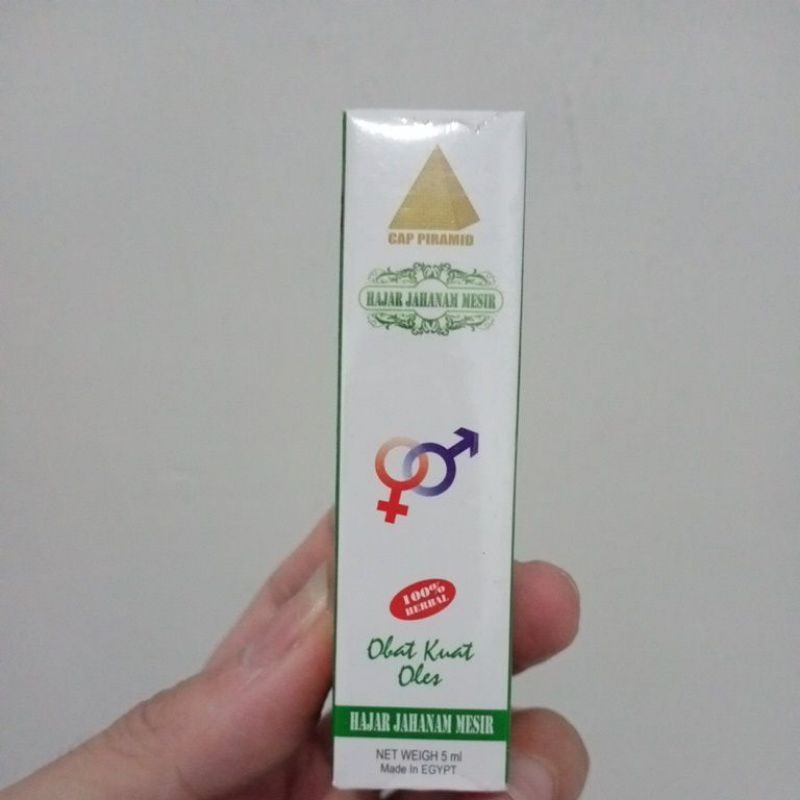 CAP PIRAMID
HAJAR JAHANAM MESIR
100%
HERBAL
Obat Kuat
Oles
HAJAR JAHANAM MESIR
NET WEIGH 5 ml
Made In EGYPT